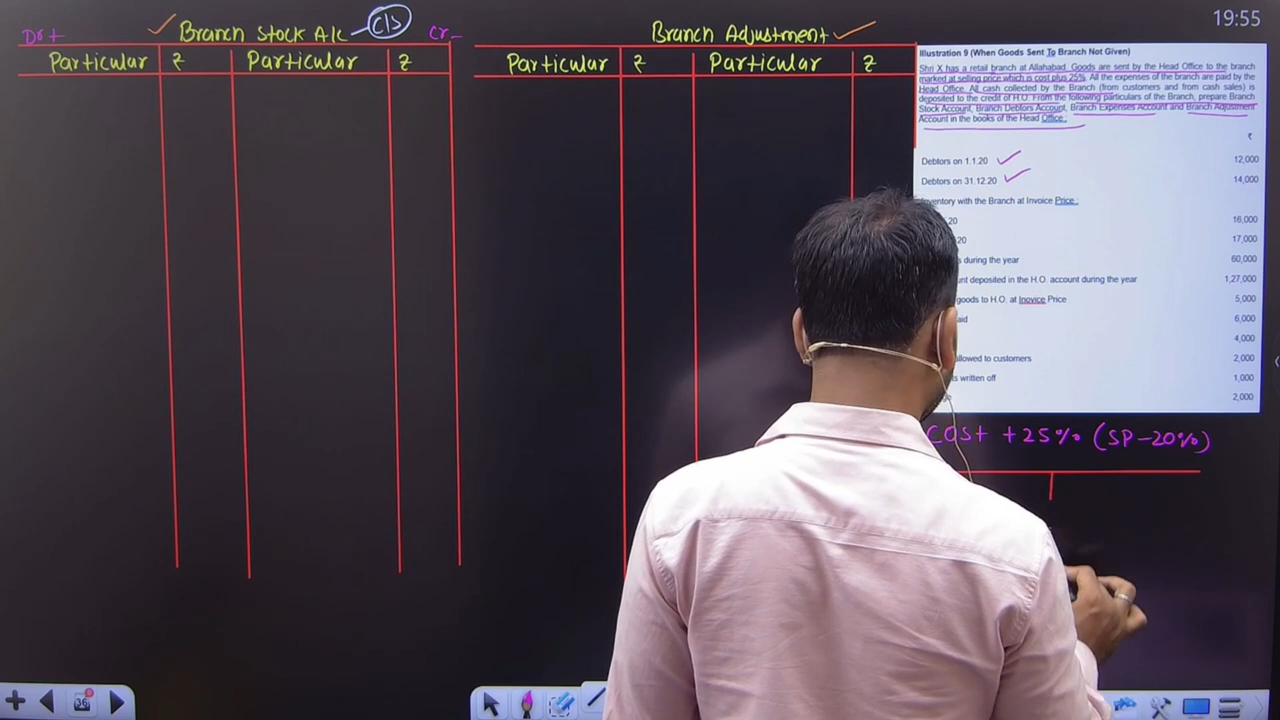 19:55
Dr+ Branch Stock A/c C/S Cr-
Branch Adjustment
Particular ₹ Particular ₹
Particular ₹ Particular ₹
Illustration 9 (When Goods Sent To Branch Not Given)
Shri X has a retail branch at Allahabad. Goods are sent by the Head Office to the branch
marked at selling price which is cost plus 25%. All the expenses of the branch are paid by the
Head Office. All cash collected by the Branch (from customers and from cash sales) is
deposited to the credit of H.O. From the following particulars of the Branch, prepare Branch
Stock Account, Branch Debtors Account, Branch Expenses Account and Branch Adjustment
Account in the books of the Head Office:
₹
Debtors on 1.1.20 12,000
Debtors on 31.12.20 14,000
Inventory with the Branch at Invoice Price:
20 16,000
20 17,000
during the year 60,000
deposited in the H.O. account during the year 1,27,000
goods to H.O. at Inovice Price 5,000
6,000
4,000
allowed to customers 2,000
written off 1,000
2,000
Cost +25% (SP-20%)
36